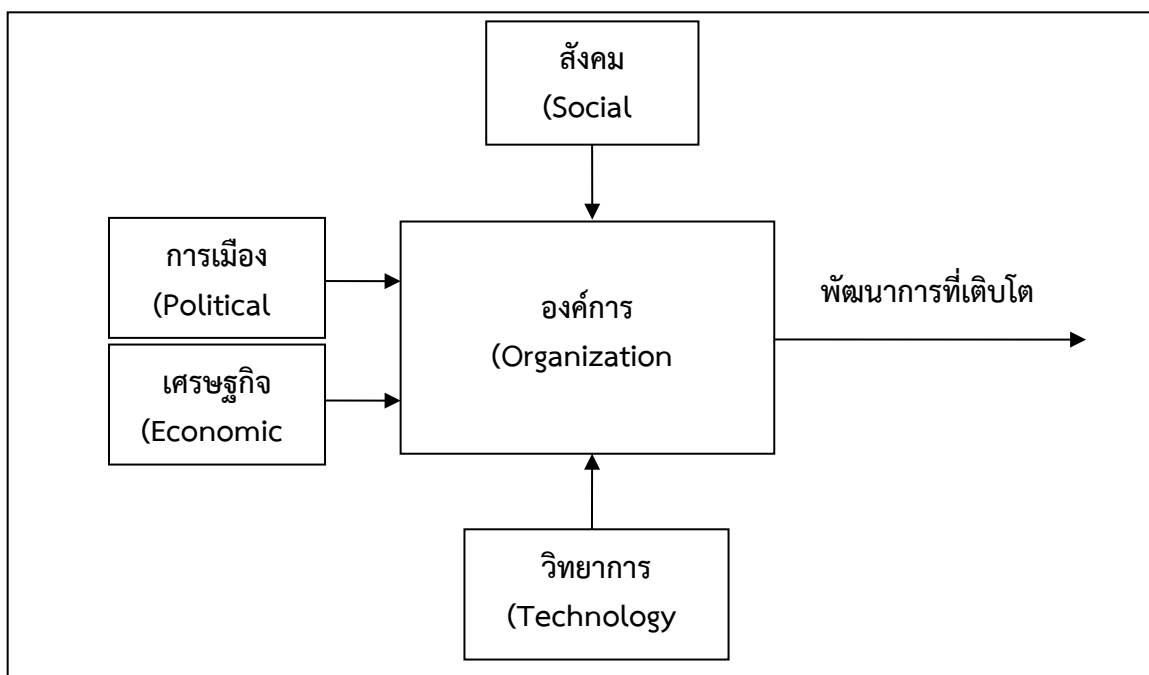 สังคม
(Social
การเมือง
(Political
เศรษฐกิจ
(Economic
องค์การ
(Organization
พัฒนาการที่เติบโต
วิทยาการ
(Technology